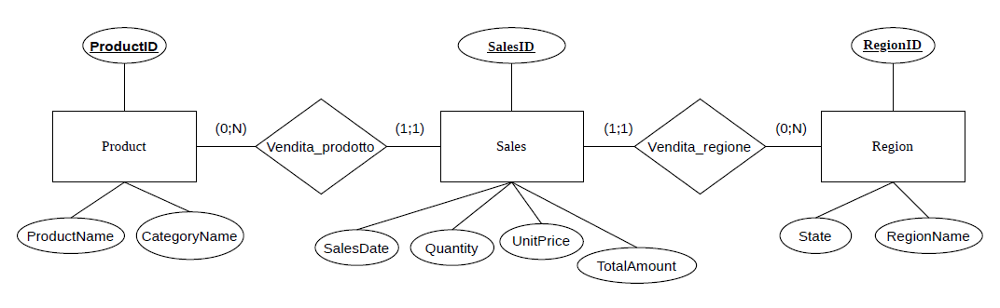 ProductID
SalesID
RegionID
(0;N)
(1;1)
(1;1)
(0;N)
Product
Vendita_prodotto
Sales
Vendita_regione
Region
ProductName
CategoryName
SalesDate
Quantity
UnitPrice
TotalAmount
State
RegionName